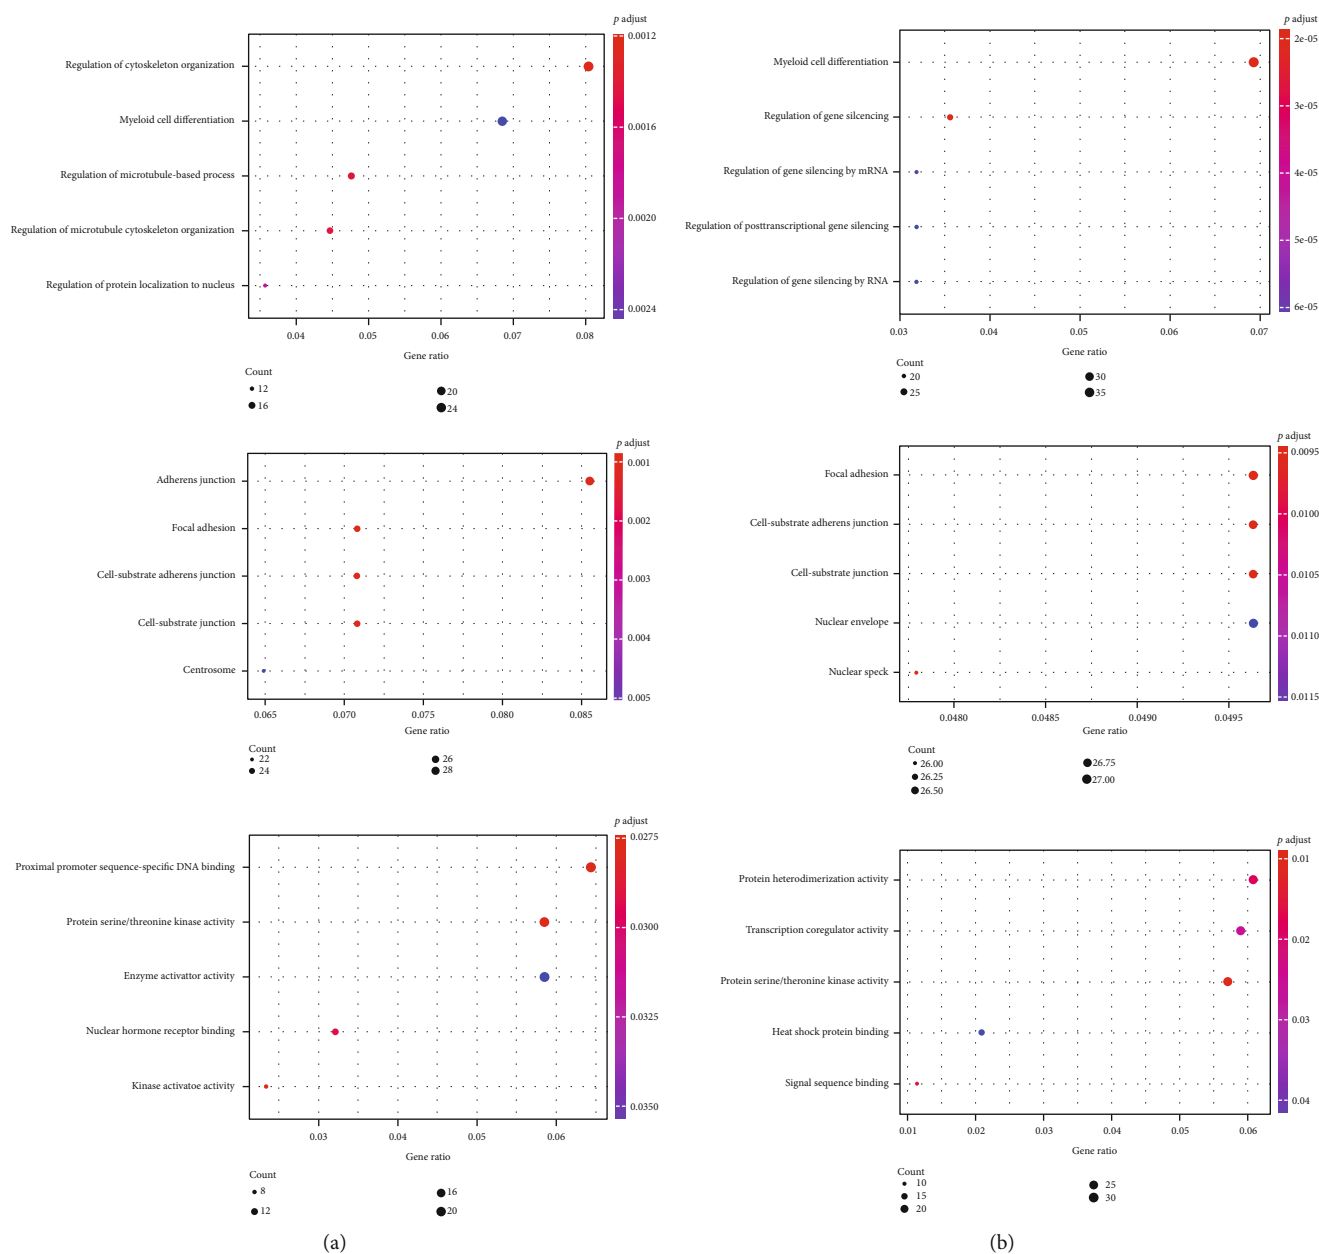 p adjust
Regulation of cytoskeleton organization
Myeloid cell differentiation
Regulation of microtubule-based process
Regulation of microtubule cytoskeleton organization
Regulation of protein localization to nucleus
0.0012
0.0016
0.0020
0.0024
0.04 0.05 0.06 0.07 0.08
Gene ratio
Count
12 20
16 24
p adjust
Adherens junction
Focal adhesion
Cell-substrate adherens junction
Cell-substrate junction
Centrosome
0.001
0.002
0.003
0.004
0.005
0.065 0.070 0.075 0.080 0.085
Gene ratio
Count
22 26
24 28
p adjust
Proximal promoter sequence-specific DNA binding
Protein serine/threonine kinase activity
Enzyme activattor activity
Nuclear hormone receptor binding
Kinase activatoe activity
0.0275
0.0300
0.0325
0.0350
0.03 0.04 0.05 0.06
Gene ratio
Count
8 16
12 20
(a)
p adjust
Myeloid cell differentiation
Regulation of gene silcencing
Regulation of gene silencing by mRNA
Regulation of posttranscriptional gene silencing
Regulation of gene silencing by RNA
2e-05
3e-05
4e-05
5e-05
6e-05
0.03 0.04 0.05 0.06 0.07
Gene ratio
Count
20 30
25 35
p adjust
Focal adhesion
Cell-substrate adherens junction
Cell-substrate junction
Nuclear envelope
Nuclear speck
0.0095
0.0100
0.0105
0.0110
0.0115
0.0480 0.0485 0.0490 0.0495
Gene ratio
Count
26.00 26.75
26.25 27.00
26.50
p adjust
Protein heterodimerization activity
Transcription coregulator activity
Protein serine/theronine kinase activity
Heat shock protein binding
Signal sequence binding
0.01
0.02
0.03
0.04
0.01 0.02 0.03 0.04 0.05 0.06
Gene ratio
Count
10 25
15 30
20
(b)